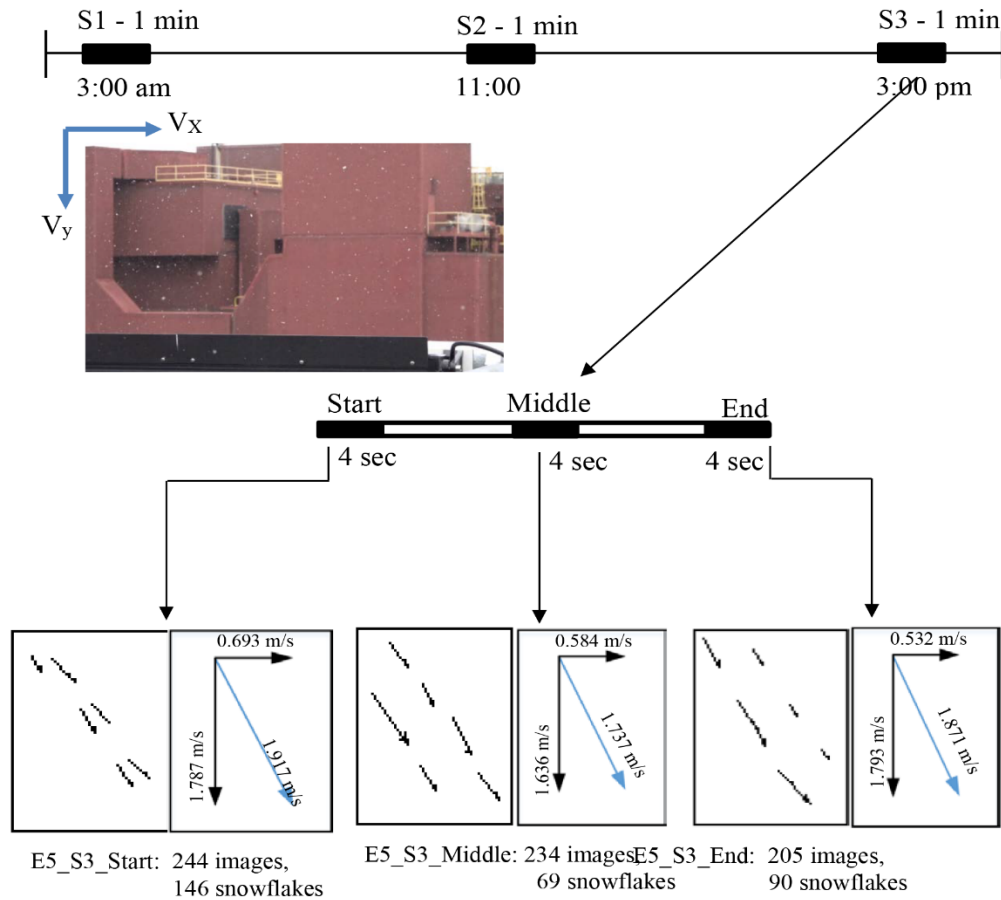 S1 - 1 min
S2 - 1 min
S3 - 1 min
3:00 am
11:00
3:00 pm
VX
Vy
Start
Middle
End
4 sec
4 sec
4 sec
0.693 m/s
1.787 m/s
1.917 m/s
0.584 m/s
1.636 m/s
1.737 m/s
0.532 m/s
1.793 m/s
1.871 m/s
E5_S3_Start: 244 images,
146 snowflakes
E5_S3_Middle: 234 images,
69 snowflakes
E5_S3_End: 205 images,
90 snowflakes